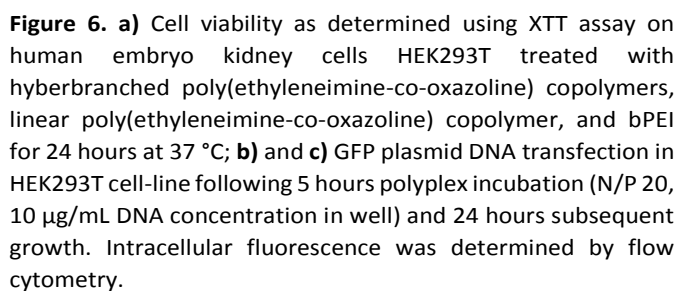 Figure 6. a) Cell viability as determined using XTT assay on
human embryo kidney cells HEK293T treated with
hyberbranched poly(ethyleneimine-co-oxazoline) copolymers,
linear poly(ethyleneimine-co-oxazoline) copolymer, and bPEI
for 24 hours at 37 °C; b) and c) GFP plasmid DNA transfection in
HEK293T cell-line following 5 hours polyplex incubation (N/P 20,
10 µg/mL DNA concentration in well) and 24 hours subsequent
growth. Intracellular fluorescence was determined by flow
cytometry.